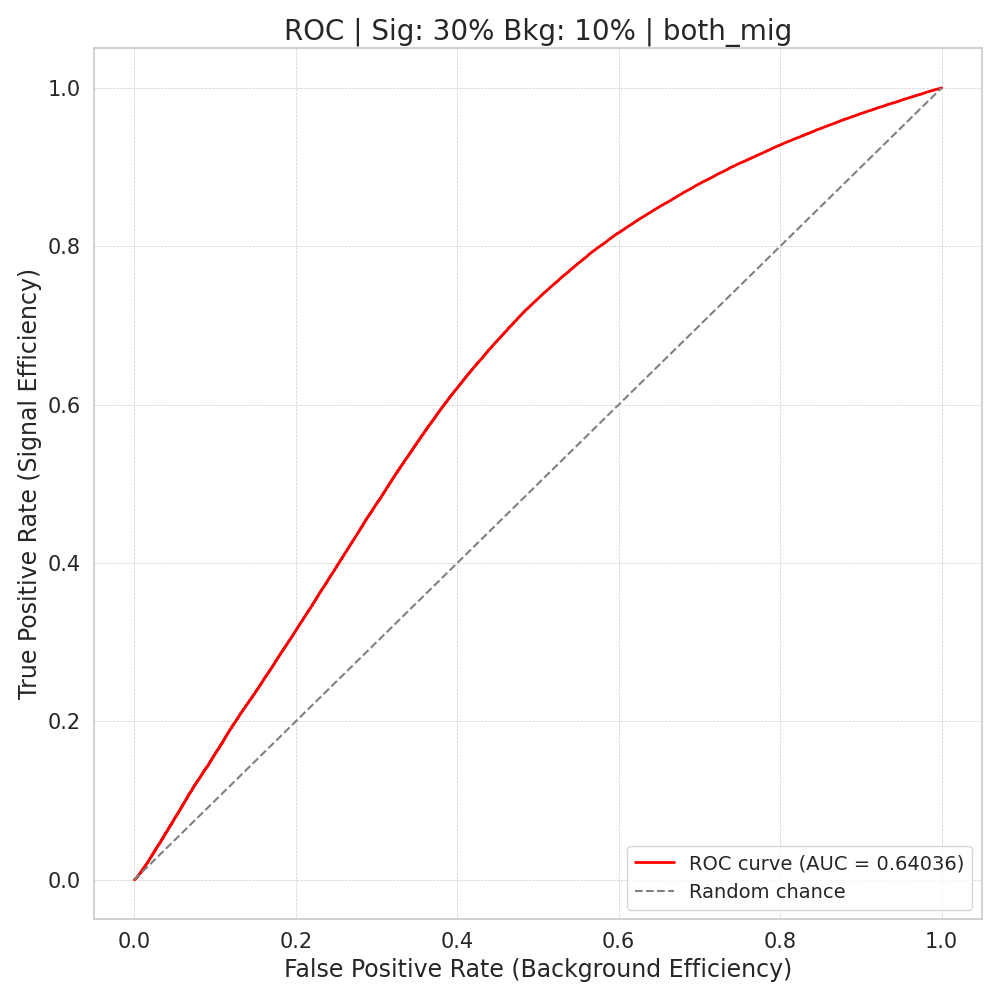 ROC | Sig: 30% Bkg: 10% | both_mig
True Positive Rate (Signal Efficiency)
1.0
0.8
0.6
0.4
0.2
0.0
ROC curve (AUC = 0.64036)
Random chance
0.0 0.2 0.4 0.6 0.8 1.0
False Positive Rate (Background Efficiency)